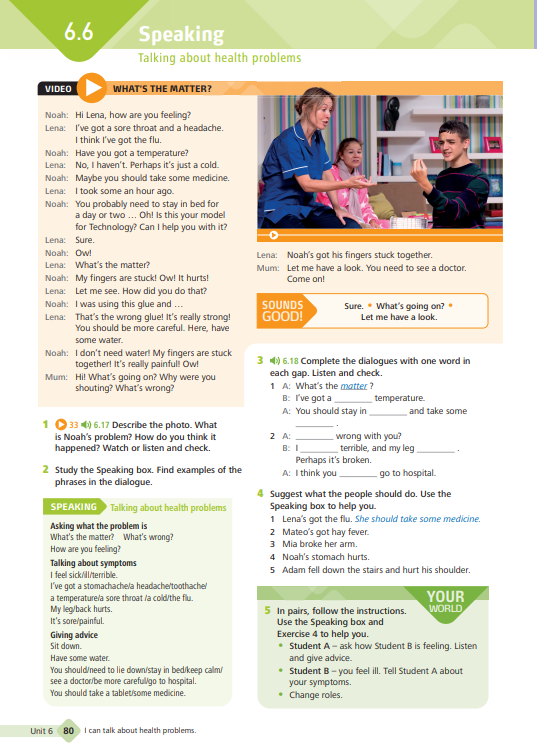 6.6
Speaking
Talking about health problems
VIDEO
WHAT'S THE MATTER?
Noah: Hi Lena, how are you feeling?
Lena: I've got a sore throat and a headache.
I think I've got the flu.
Noah: Have you got a temperature?
Lena: No, I haven't. Perhaps it's just a cold.
Noah: Maybe you should take some medicine.
Lena: I took some an hour ago.
Noah: You probably need to stay in bed for
a day or two … Oh! Is this your model
for Technology? Can I help you with it?
Lena: Sure.
Noah: Ow!
Lena: What's the matter?
Noah: My fingers are stuck! Ow! It hurts!
Lena: Let me see. How did you do that?
Noah: I was using this glue and …
Lena: That's the wrong glue! It's really strong!
You should be more careful. Here, have
some water.
Noah: I don't need water! My fingers are stuck
together! It's really painful! Ow!
Mum: Hi! What's going on? Why were you
shouting? What's wrong?
Lena: Noah's got his fingers stuck together.
Mum: Let me have a look. You need to see a doctor.
Come on!
SOUNDS
GOOD!
Sure. • What's going on? •
Let me have a look.
1 33 6.17 Describe the photo. What
is Noah's problem? How do you think it
happened? Watch or listen and check.
2 Study the Speaking box. Find examples of the
phrases in the dialogue.
SPEAKING Talking about health problems
Asking what the problem is
What's the matter? What's wrong?
How are you feeling?
Talking about symptoms
I feel sick/ill/terrible.
I've got a stomachache/a headache/toothache/
a temperature/a sore throat /a cold/the flu.
My leg/back hurts.
It's sore/painful.
Giving advice
Sit down.
Have some water.
You should/need to lie down/stay in bed/keep calm/
see a doctor/be more careful/go to hospital.
You should take a tablet/some medicine.
3 6.18 Complete the dialogues with one word in
each gap. Listen and check.
1 A: What's the matter ?
B: I've got a ________ temperature.
A: You should stay in ________ and take some
________ .
2 A: ________ wrong with you?
B: I ________ terrible, and my leg ________ .
Perhaps it's broken.
A: I think you ________ go to hospital.
4 Suggest what the people should do. Use the
Speaking box to help you.
1 Lena's got the flu. She should take some medicine.
2 Mateo's got hay fever.
3 Mia broke her arm.
4 Noah's stomach hurts.
5 Adam fell down the stairs and hurt his shoulder.
YOUR
WORLD
5 In pairs, follow the instructions.
Use the Speaking box and
Exercise 4 to help you.
• Student A – ask how Student B is feeling. Listen
and give advice.
• Student B – you feel ill. Tell Student A about
your symptoms.
• Change roles.
Unit 6 80 I can talk about health problems.